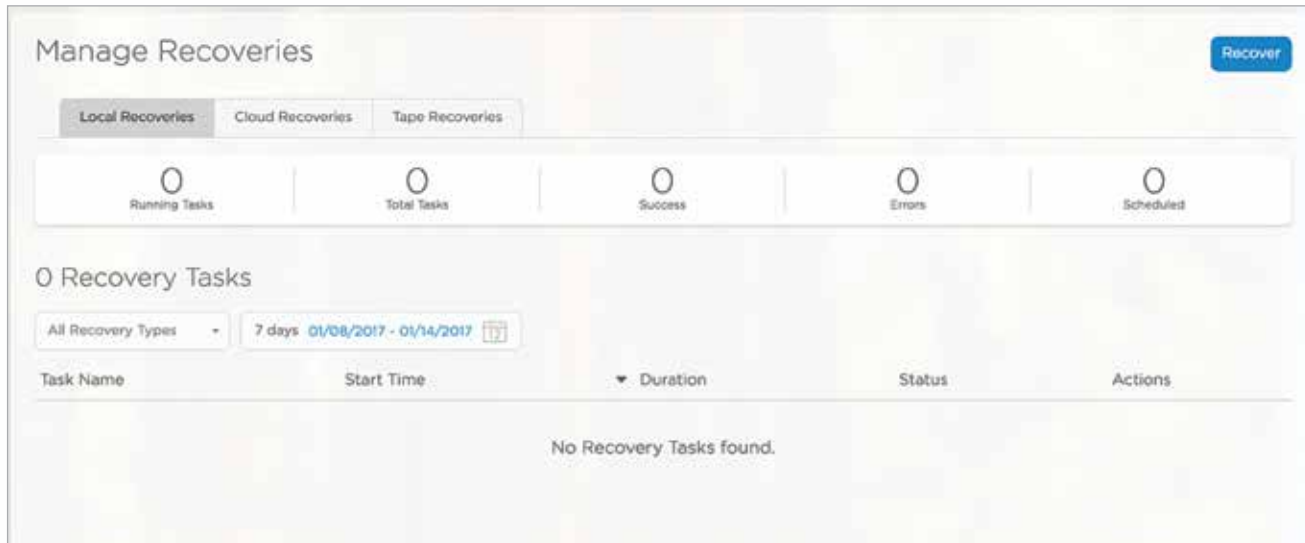 Manage Recoveries
Recover
Local Recoveries Cloud Recoveries Tape Recoveries
0 0 0 0 0
Running Tasks Total Tasks Success Errors Scheduled
0 Recovery Tasks
All Recovery Types 7 days 01/08/2017 - 01/14/2017 17
Task Name Start Time Duration Status Actions
No Recovery Tasks found.